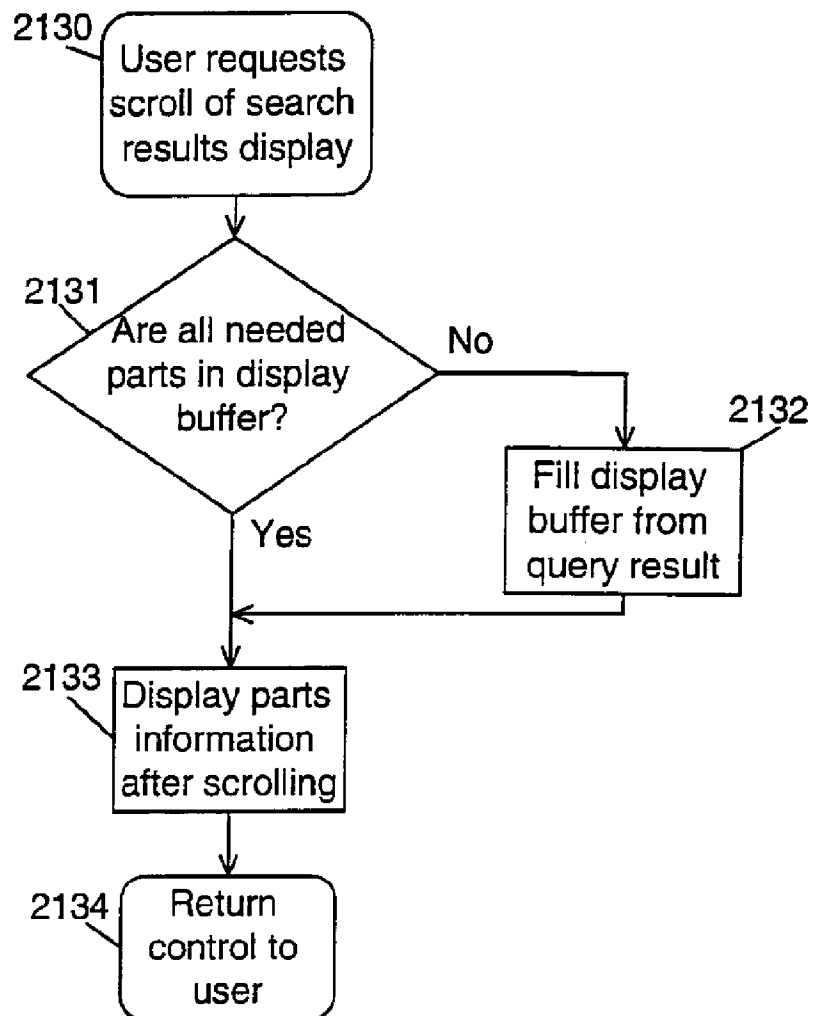 2130
User requests
scroll of search
results display
2131
Are all needed
parts in display
buffer?
No
2132
Fill display
buffer from
query result
Yes
2133
Display parts
information
after scrolling
2134
Return
control to
user